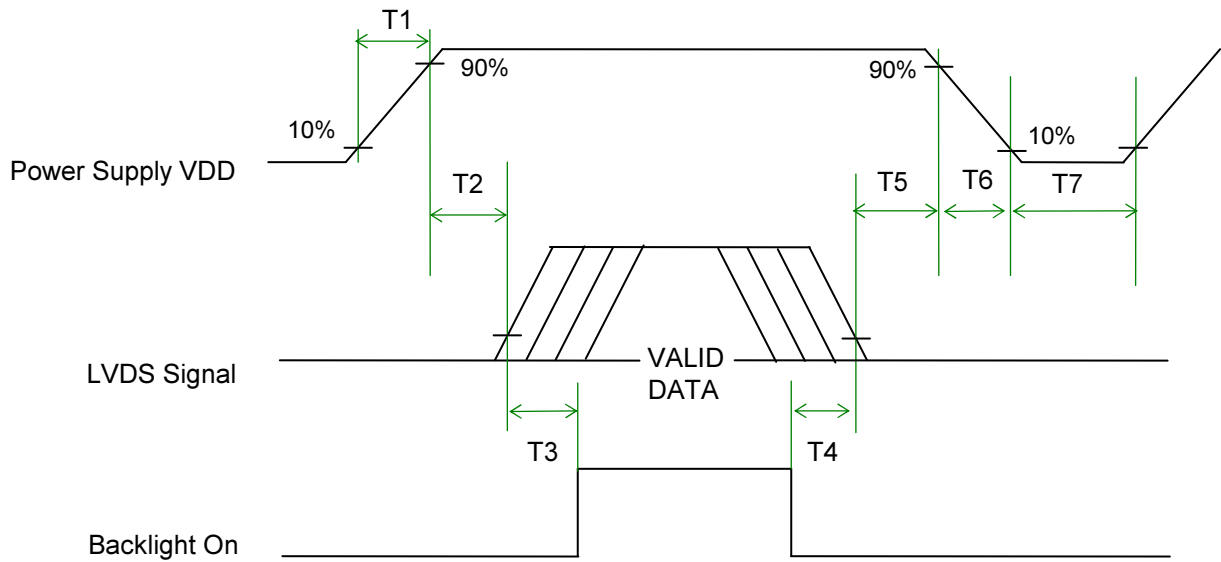 T1
90%
90%
10%
10%
Power Supply VDD
T2
T5
T6
T7
LVDS Signal
VALID
DATA
T3
T4
Backlight On